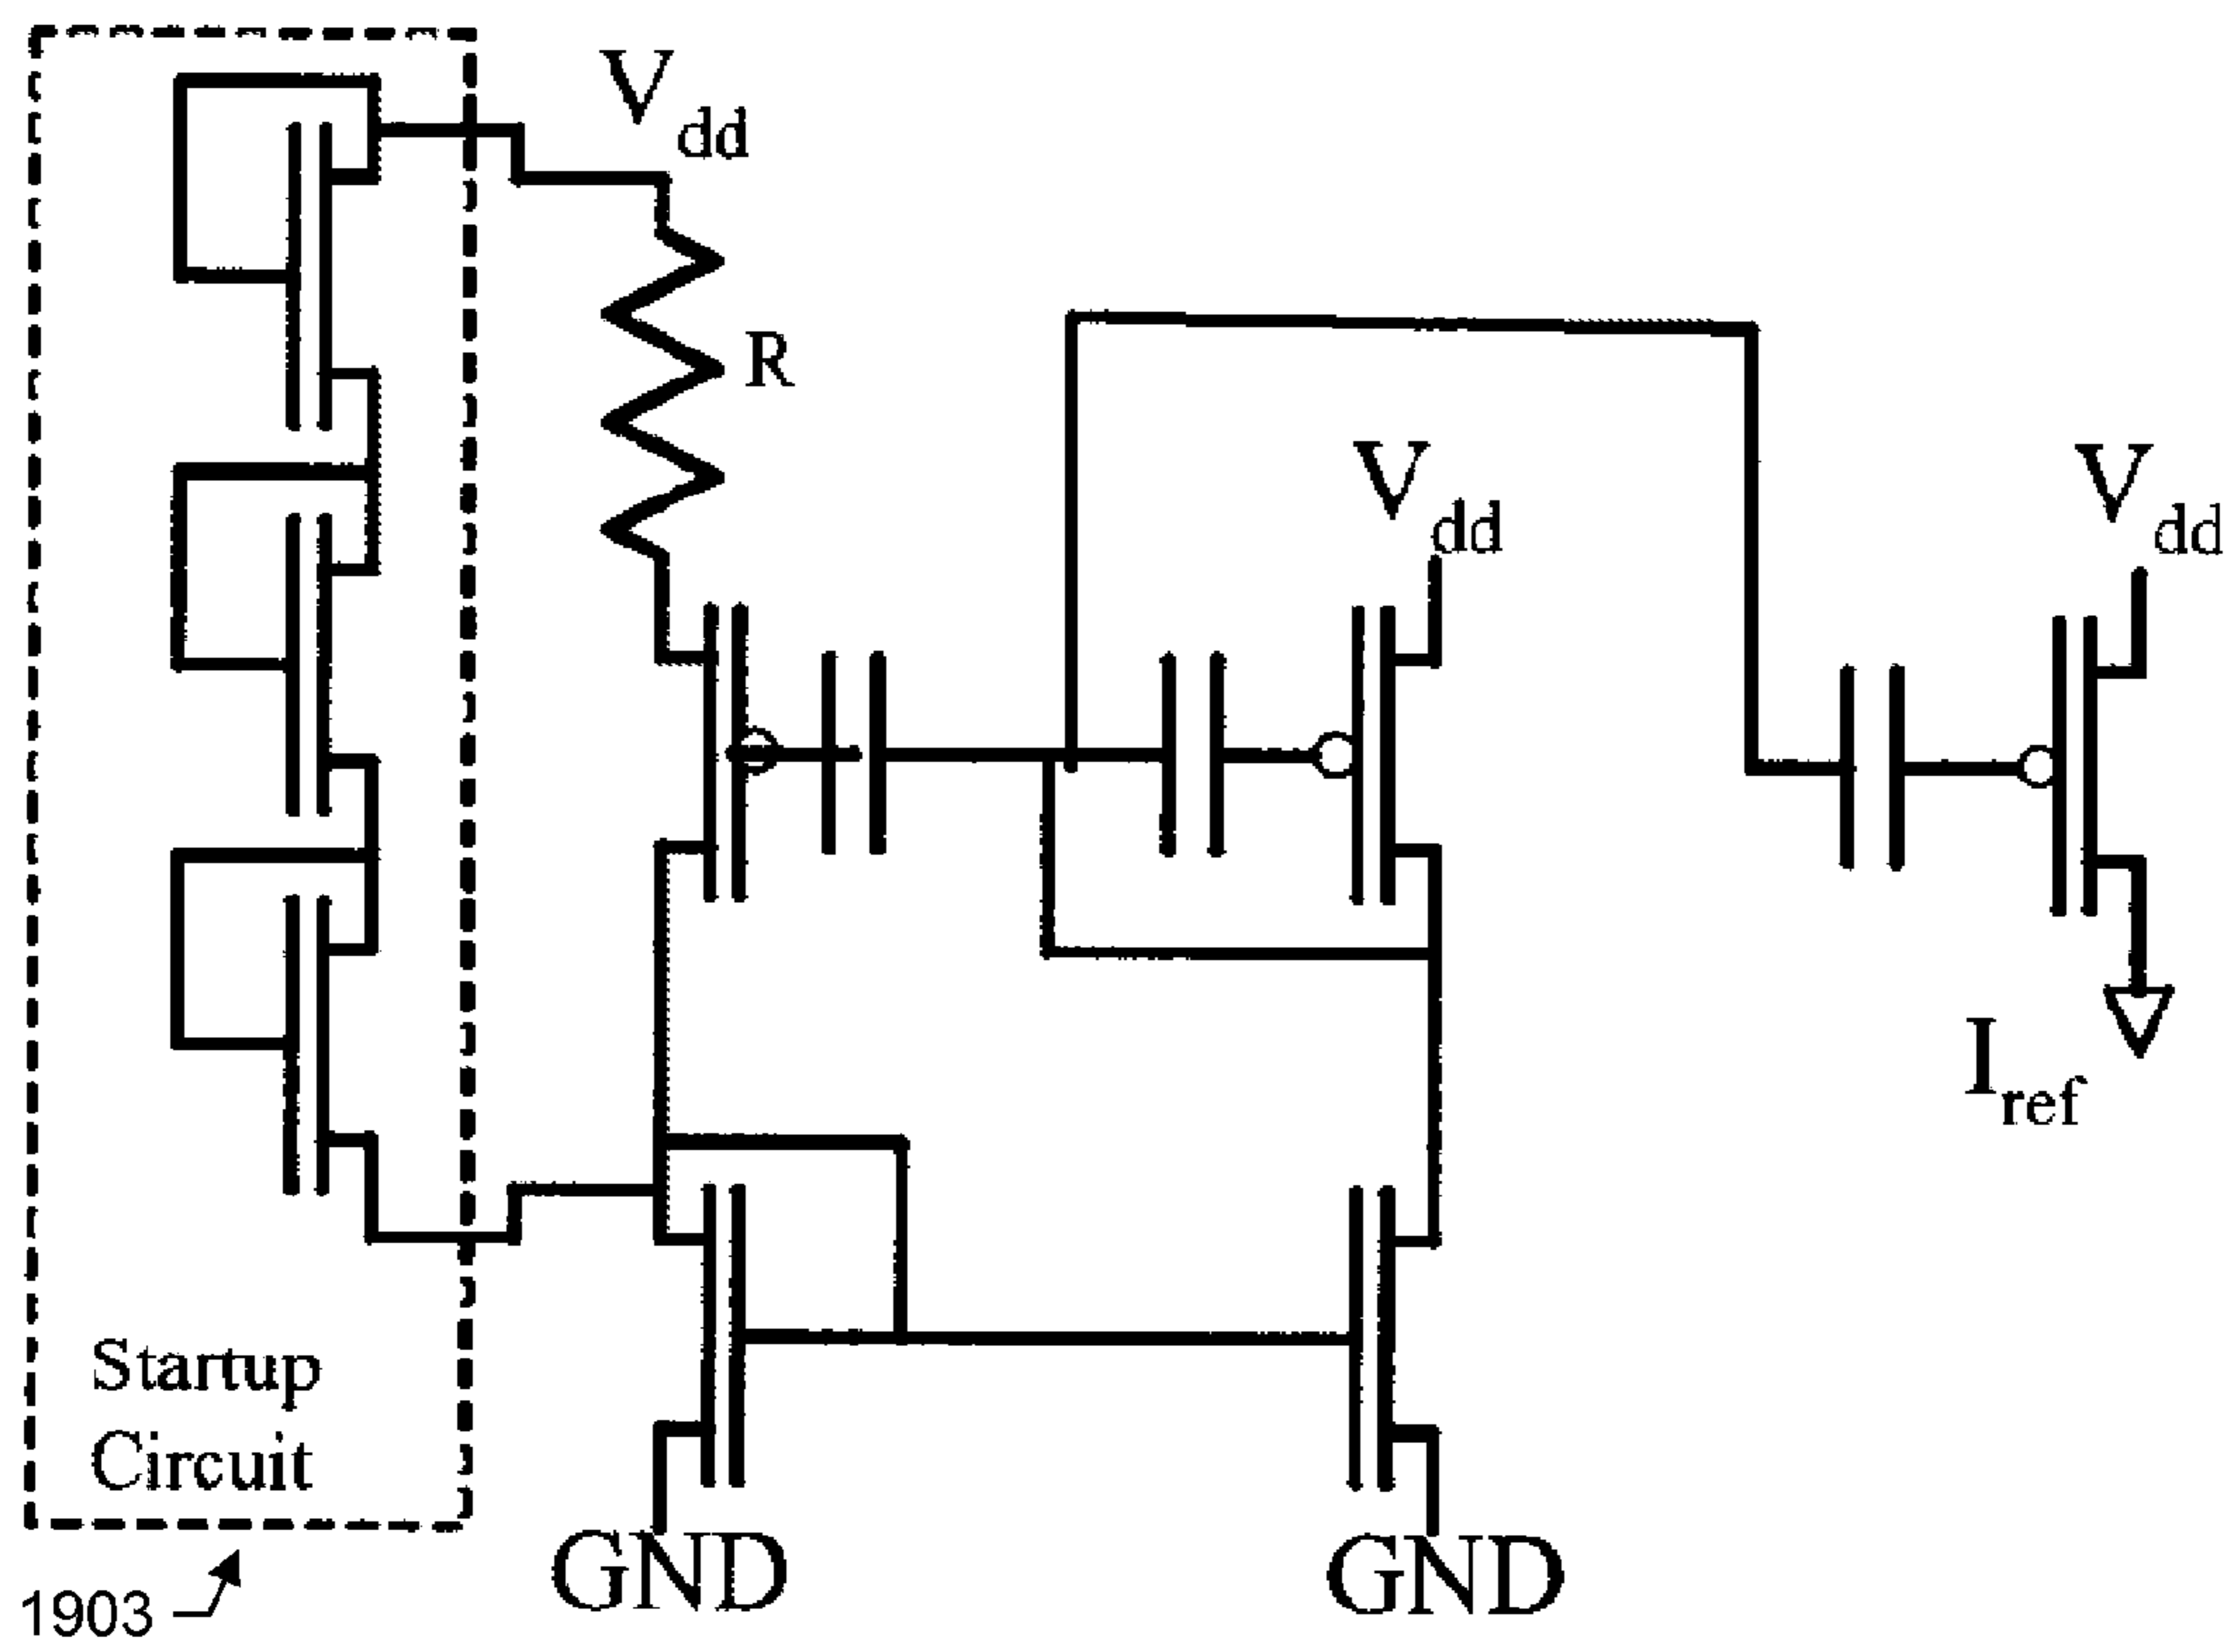 Vdd
R
Vdd
Vdd
Iref
Startup
Circuit
GND
GND
1903